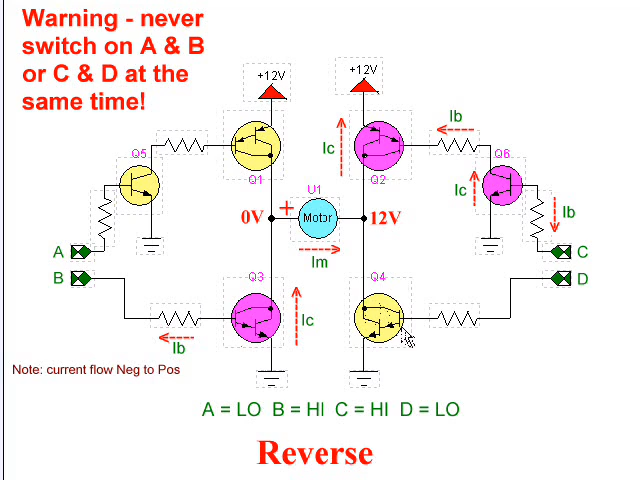 Warning - never
switch on A & B
or C & D at the
same time!
+12V
+12V
Ib
Ic
Q5
Q6
Q1
Q2
Ic
U1
Ib
0V
+
Motor
12V
A
C
Im
B
D
Q3
Q4
Ic
Ib
Note: current flow Neg to Pos
A = LO B = HI C = HI D = LO
Reverse